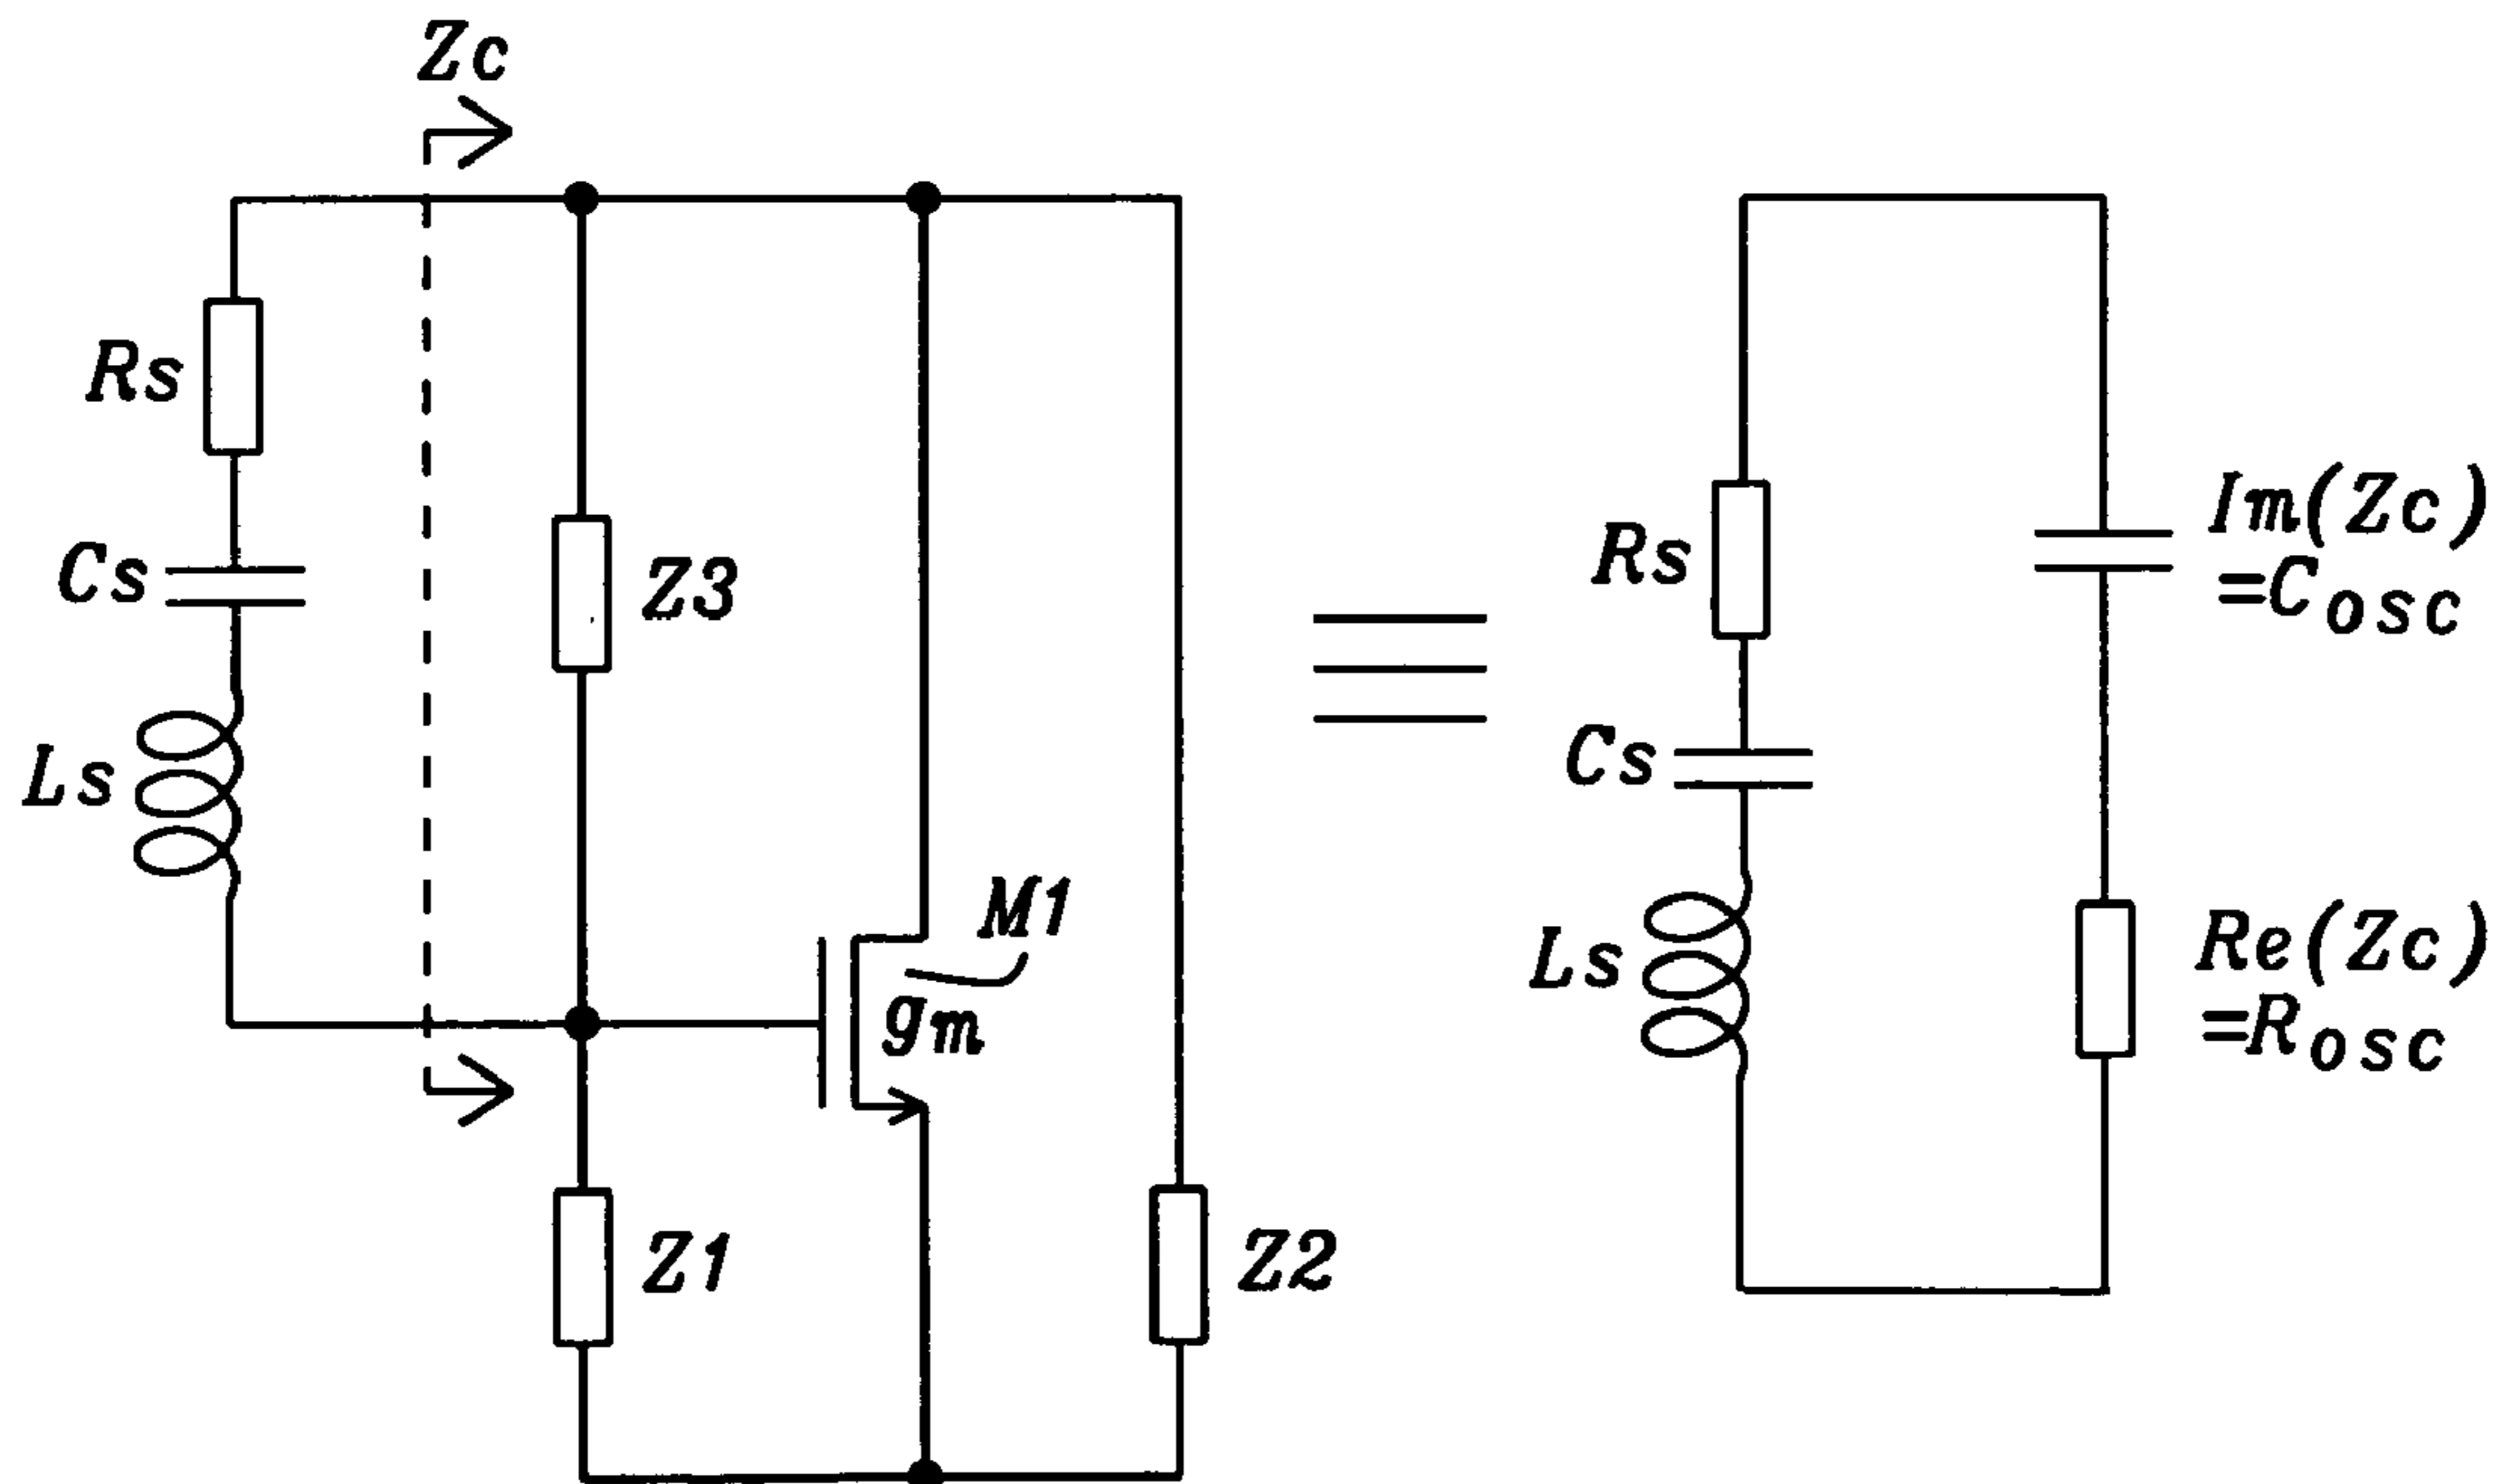 Zc
Rs
Cs
Ls
Z3
M1
gm
Z1
Z2
Rs
Cs
Ls
Im(Zc)
=Cosc
Re(Zc)
=Rosc